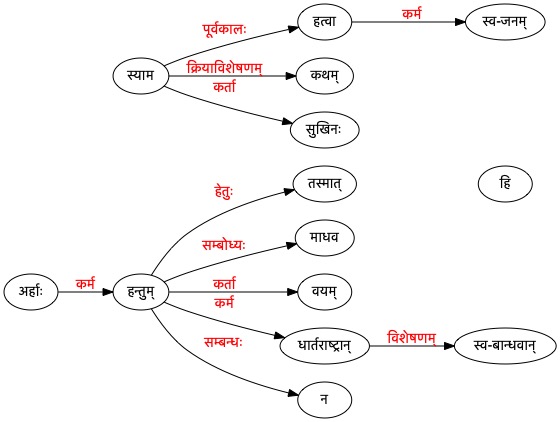 पूर्वकालः
हत्वा
कर्म
स्व-जनम्
स्याम
क्रियाविशेषणम्
कथम्
कर्ता
सुखिनः
हेतुः
तस्मात्
हि
सम्बोध्यः
माधव
अर्हाः
कर्म
हन्तुम्
कर्ता
वयम्
कर्म
धार्तराष्ट्रान्
विशेषणम्
स्व-बान्धवान्
सम्बन्धः
न